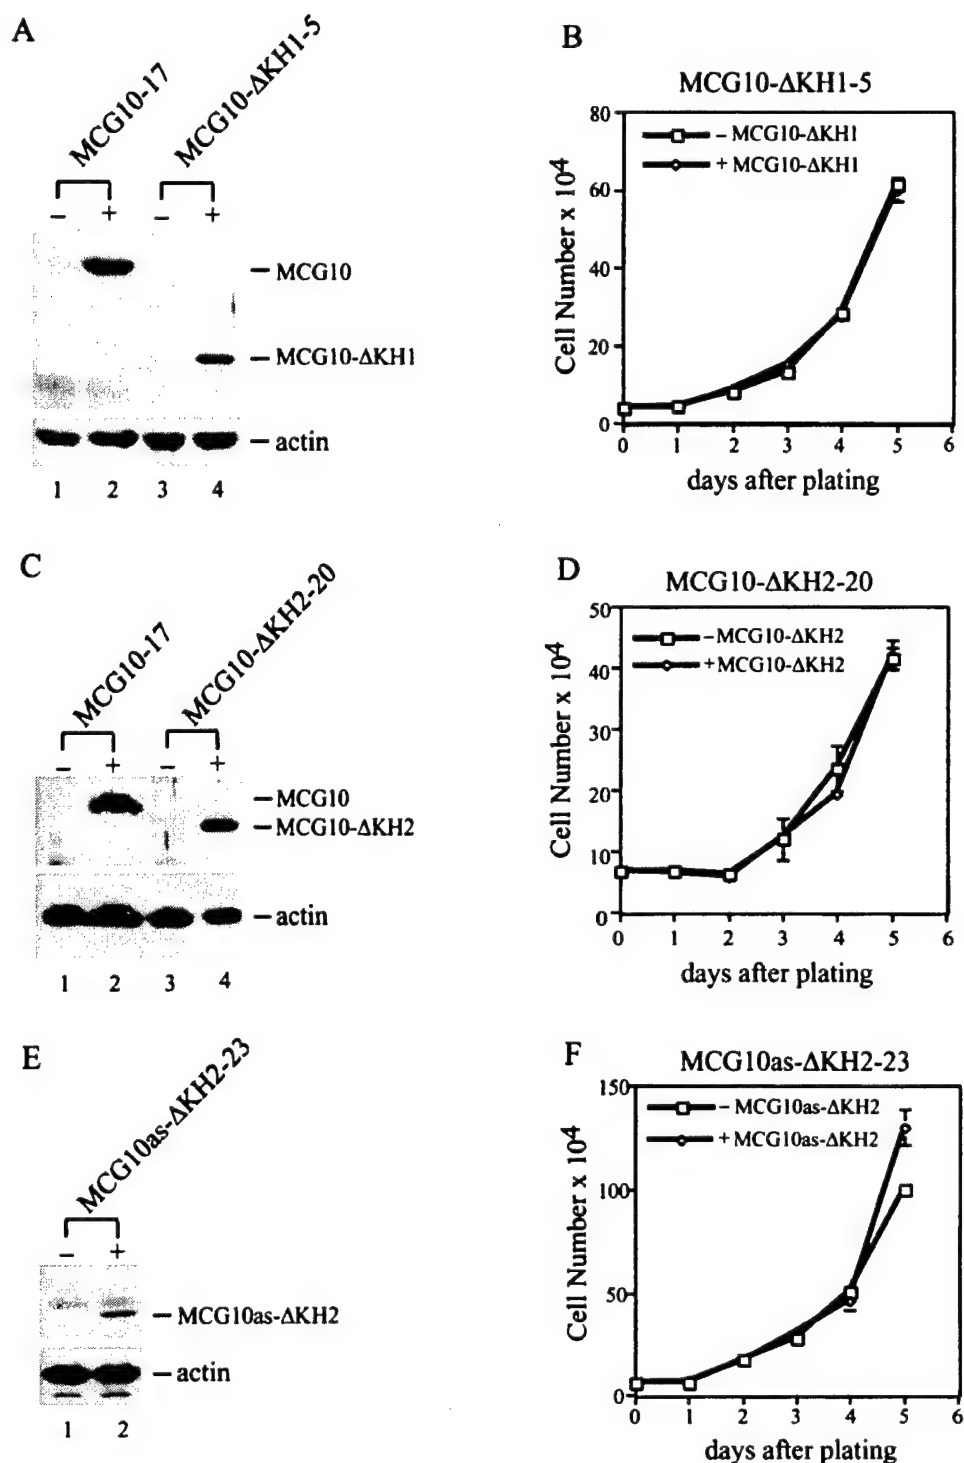 A
MCG10-17
MCG10-ΔKH1-5
− + − +
MCG10
MCG10-ΔKH1
actin
1 2 3 4
B
MCG10-ΔKH1-5
− MCG10-ΔKH1
+ MCG10-ΔKH1
Cell Number x 10⁴
80
60
40
20
0
0 1 2 3 4 5 6
days after plating
C
MCG10-17
MCG10-ΔKH2-20
− + − +
MCG10
MCG10-ΔKH2
actin
1 2 3 4
D
MCG10-ΔKH2-20
−MCG10-ΔKH2
+MCG10-ΔKH2
Cell Number x 10⁴
50
40
30
20
10
0
0 1 2 3 4 5 6
days after plating
E
MCG10as-ΔKH2-23
− +
MCG10as-ΔKH2
actin
1 2
F
MCG10as-ΔKH2-23
− MCG10as-ΔKH2
+ MCG10as-ΔKH2
Cell Number x 10⁴
150
100
50
0
0 1 2 3 4 5 6
days after plating